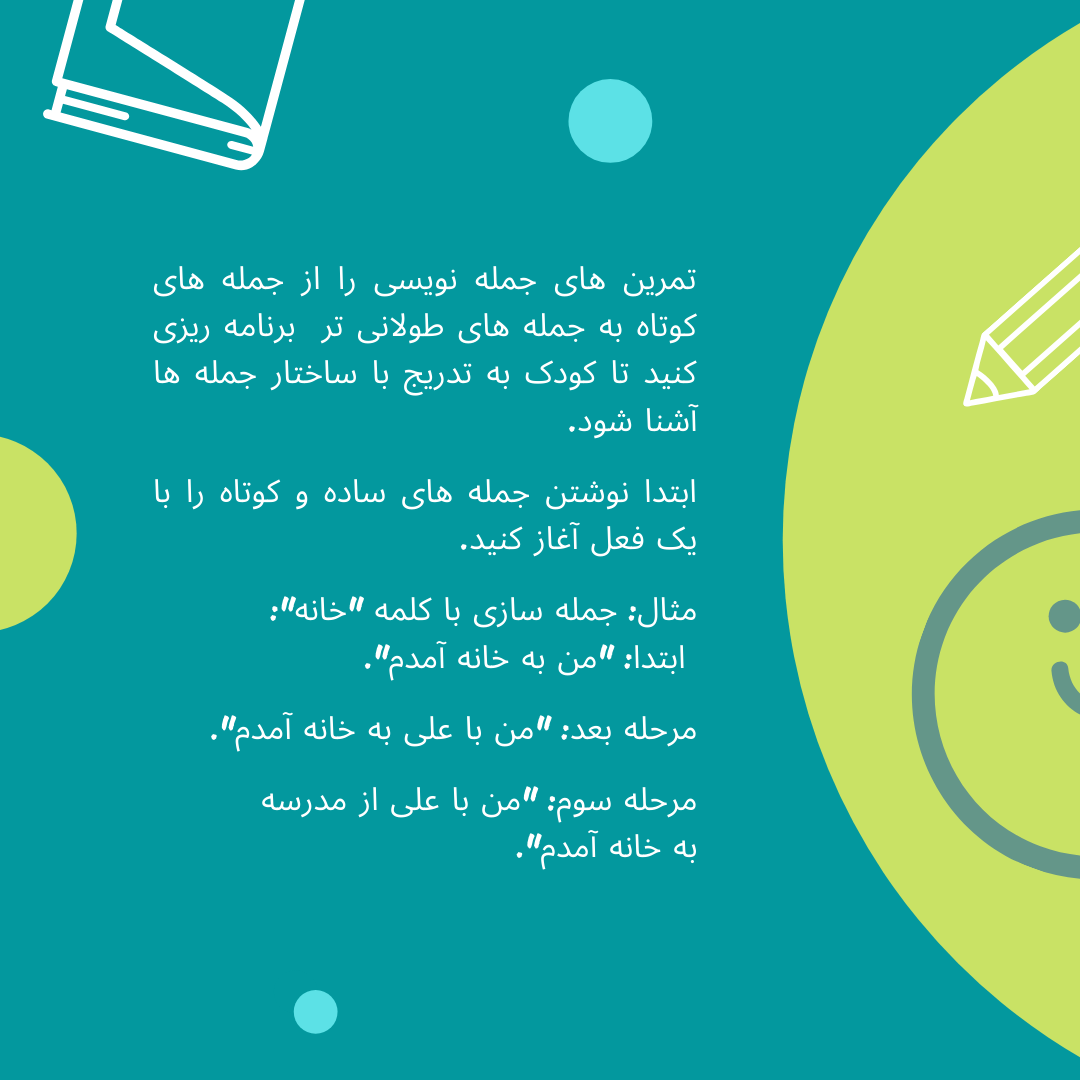 تمرین های جمله نویسی را از جمله های
کوتاه به جمله های طولانی تر برنامه ریزی
کنید تا کودک به تدریج با ساختار جمله ها
آشنا شود.
ابتدا نوشتن جمله های ساده و کوتاه را با
یک فعل آغاز کنید.
مثال: جمله سازی با کلمه "خانه":
ابتدا: "من به خانه آمدم".
مرحله بعد: "من با علی به خانه آمدم".
مرحله سوم: "من با علی از مدرسه
به خانه آمدم".